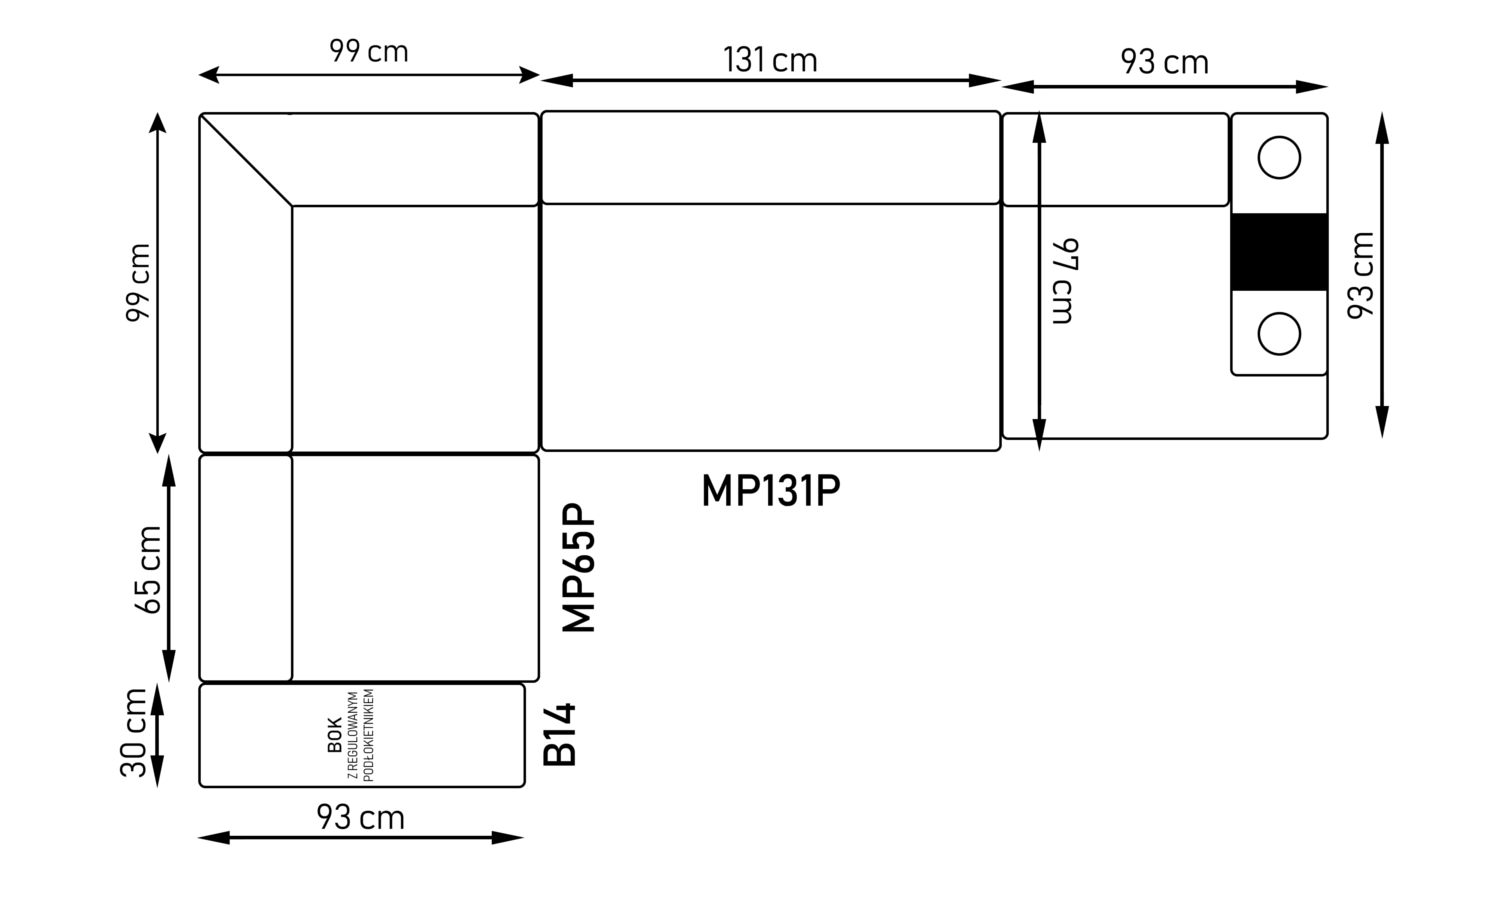 99 cm
131 cm
93 cm
99 cm
97 cm
93 cm
MP131P
65 cm
MP65P
30 cm
BOK
Z REGULOWANYM
PODŁOKIETNIKIEM
B14
93 cm